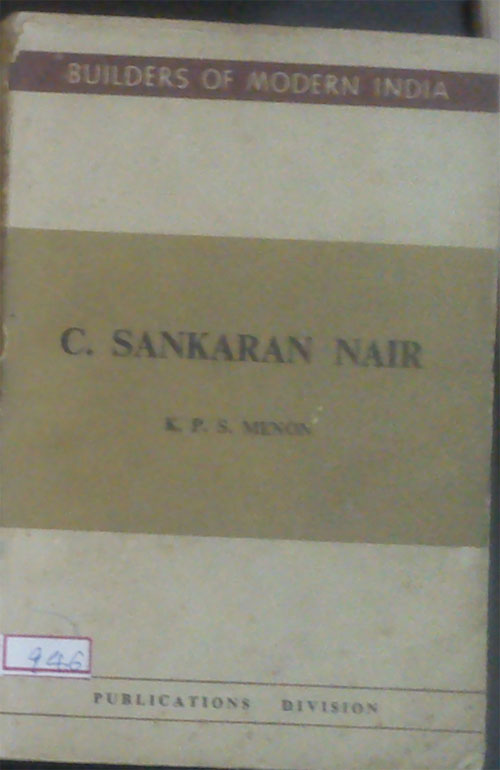 BUILDERS OF MODERN INDIA
C. SANKARAN NAIR
K. P. S. MENON
946
PUBLICATIONS DIVISION